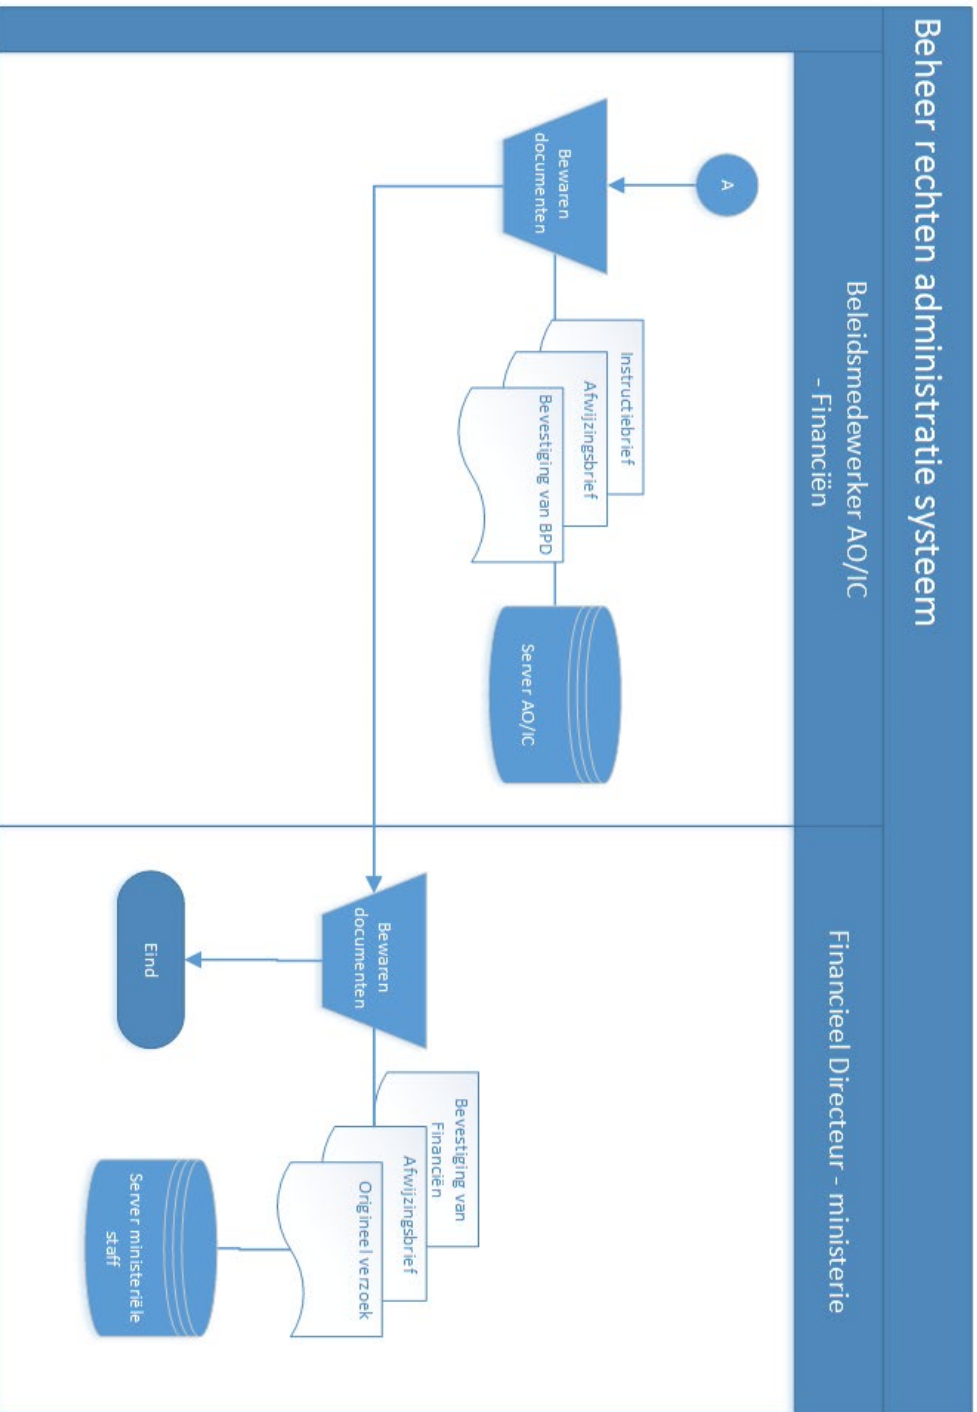 Beheer rechten administratie systeem
Beleidsmedewerker AO/IC
- Financiën
Financieel Directeur - ministerie
A
Bewaren
documenten
Instructiebrief
Afwijzingsbrief
Bevestiging van BPD
Server AO/IC
Bewaren
documenten
Bevestiging van
Financiën
Afwijzingsbrief
Origineel verzoek
Server ministeriële
staff
Eind